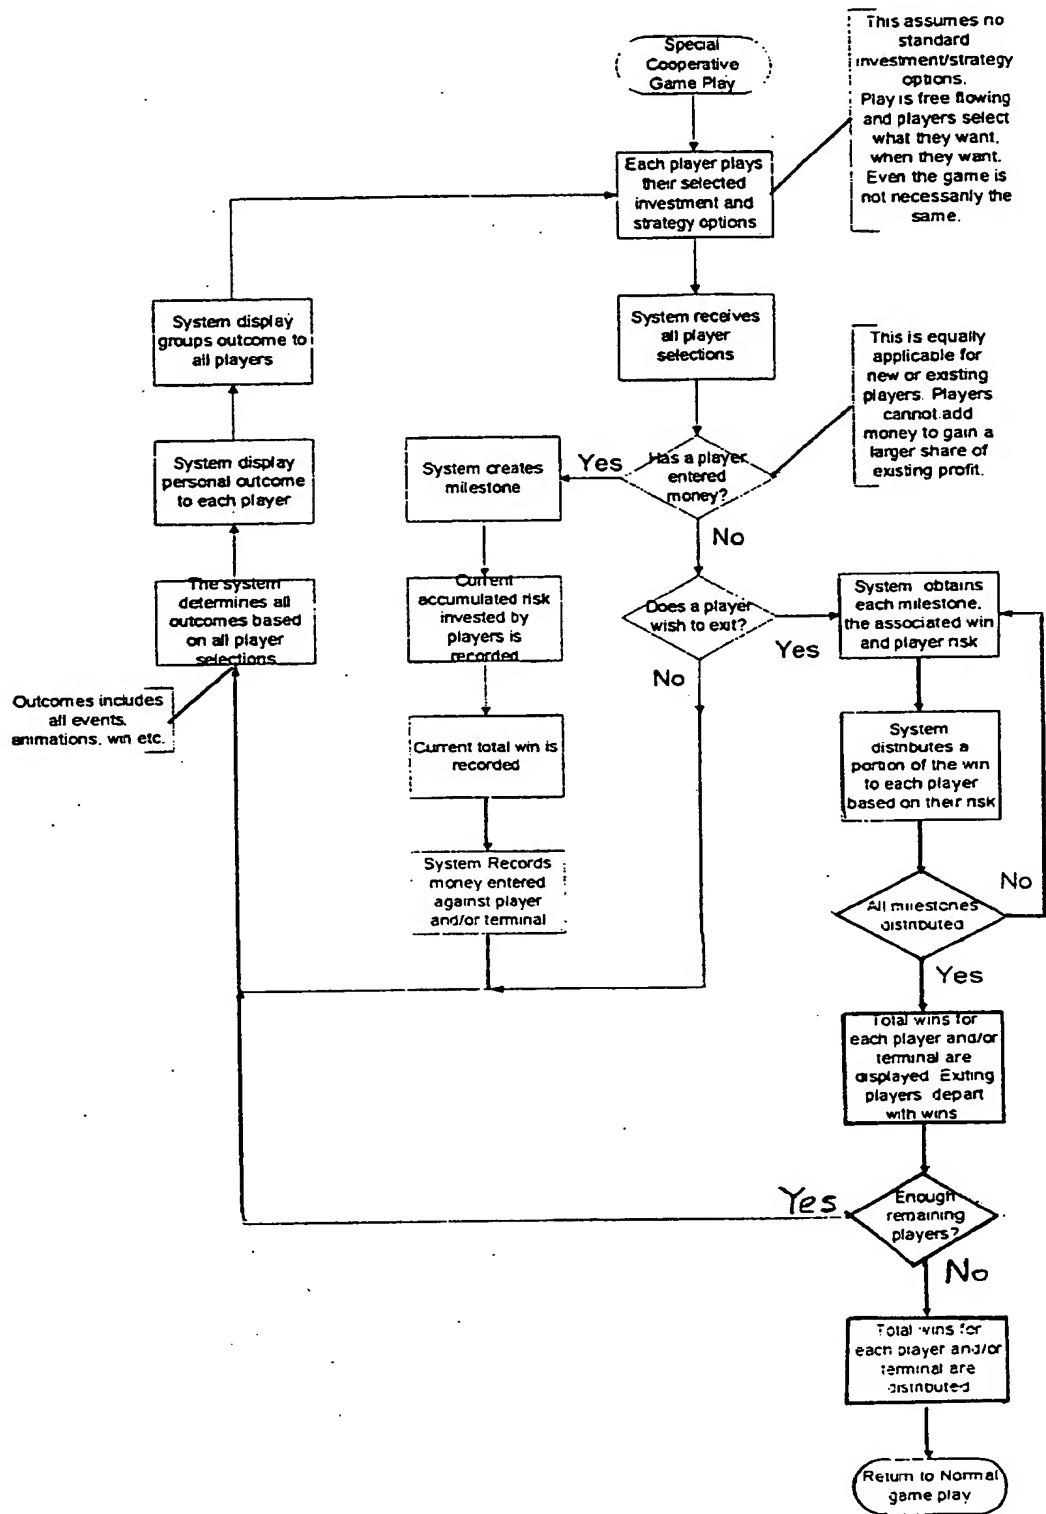 Special
Cooperative
Game Play
This assumes no
standard
investment/strategy
options.
Play is free flowing
and players select
what they want,
when they want.
Even the game is
not necessarily the
same.
Each player plays
their selected
investment and
strategy options
System receives
all player
selections
This is equally
applicable for
new or existing
players. Players
cannot add
money to gain a
larger share of
existing profit.
Has a player
entered
money?
Yes
No
System creates
milestone
Current
accumulated risk
invested by
players is
recorded
Current total win is
recorded
System Records
money entered
against player
and/or terminal
Does a player
wish to exit?
Yes
No
System display
groups outcome to
all players
System display
personal outcome
to each player
The system
determines all
outcomes based
on all player
selections
Outcomes includes
all events,
animations, win etc.
System obtains
each milestone,
the associated win
and player risk
System
distributes a
portion of the win
to each player
based on their risk
All milestones
distributed
No
Yes
Total wins for
each player and/or
terminal are
displayed. Exiting
players depart
with wins
Enough
remaining
players?
Yes
No
Total wins for
each player and/or
terminal are
distributed
Return to Normal
game play